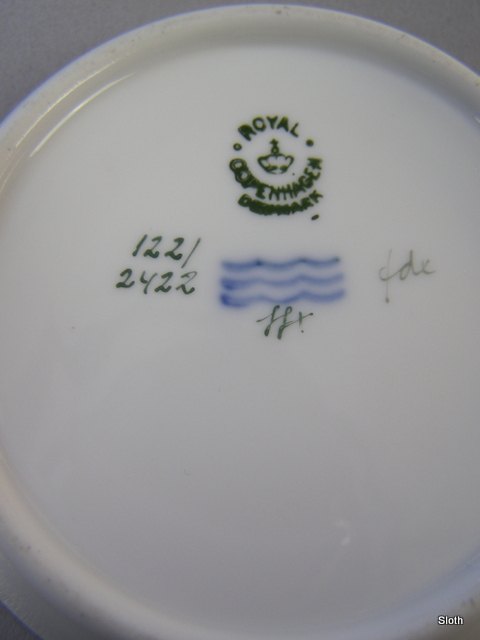 ROYAL
COPENHAGEN
DENMARK
122/
2422
Sloth